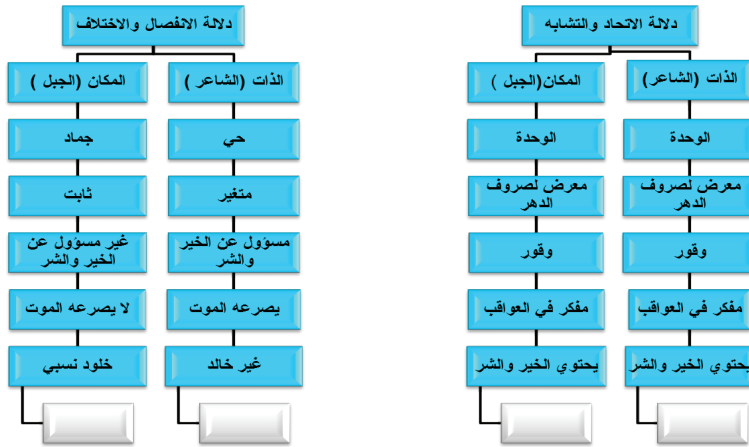 دلالة الاتحاد والتشابه
الذات (الشاعر)
الوحدة
معرض لصروف
الدهر
وقور
مفكر في العواقب
يحتوي الخير والشر
المكان(الجبل )
الوحدة
معرض لصروف
الدهر
وقور
مفكر في العواقب
يحتوي الخير والشر
دلالة الانفصال والاختلاف
الذات (الشاعر )
حي
متغير
مسؤول عن الخير
والشر
يصرعه الموت
غير خالد
المكان (الجبل )
جماد
ثابت
غير مسؤول عن
الخير والشر
لا يصرعه الموت
خلود نسبي